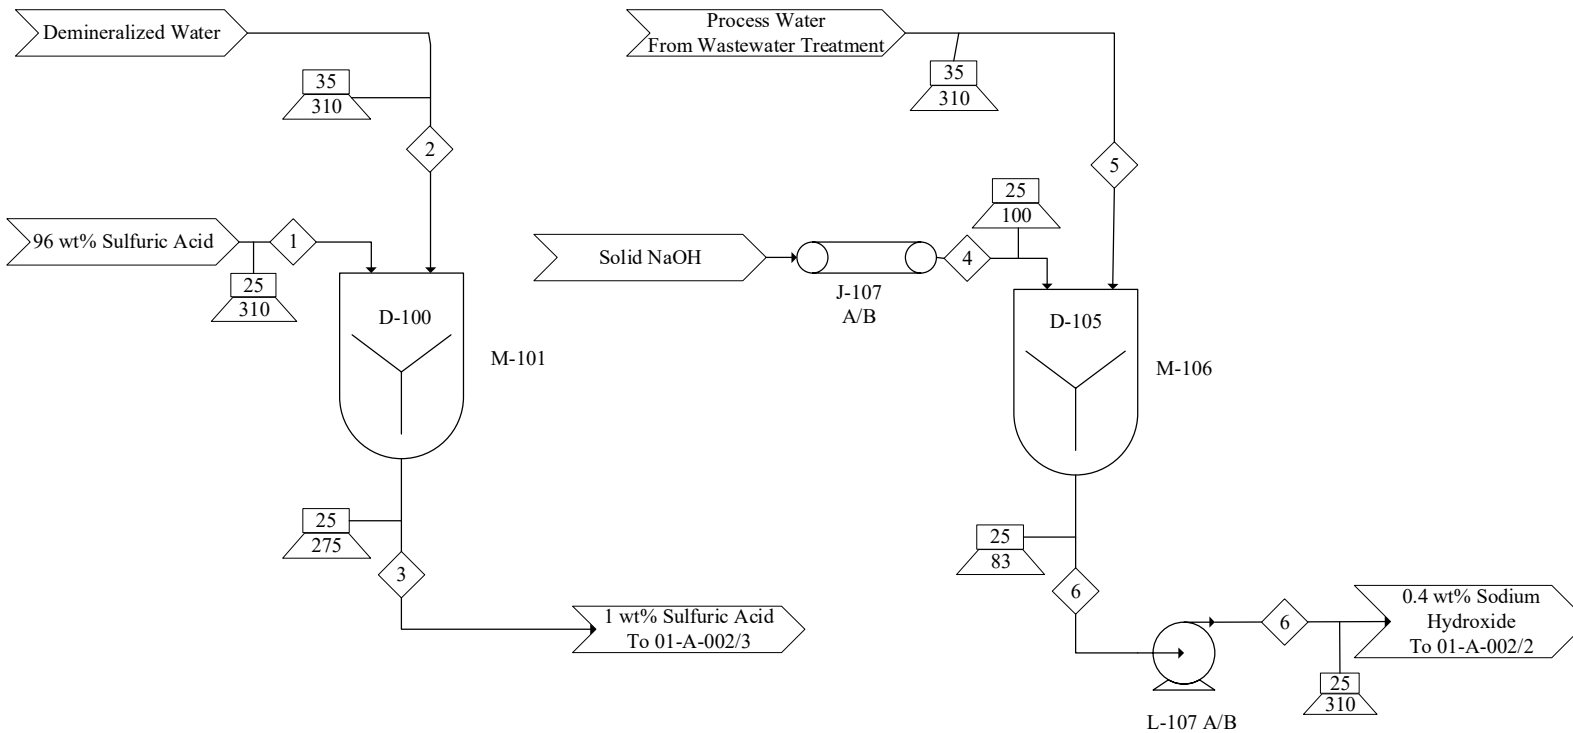 Demineralized Water
35
310
2
96 wt% Sulfuric Acid
1
25
310
D-100
M-101
25
275
3
1 wt% Sulfuric Acid
To 01-A-002/3
Process Water
From Wastewater Treatment
35
310
5
25
100
Solid NaOH
4
J-107
A/B
D-105
M-106
25
83
6
6
0.4 wt% Sodium
Hydroxide
To 01-A-002/2
25
310
L-107 A/B